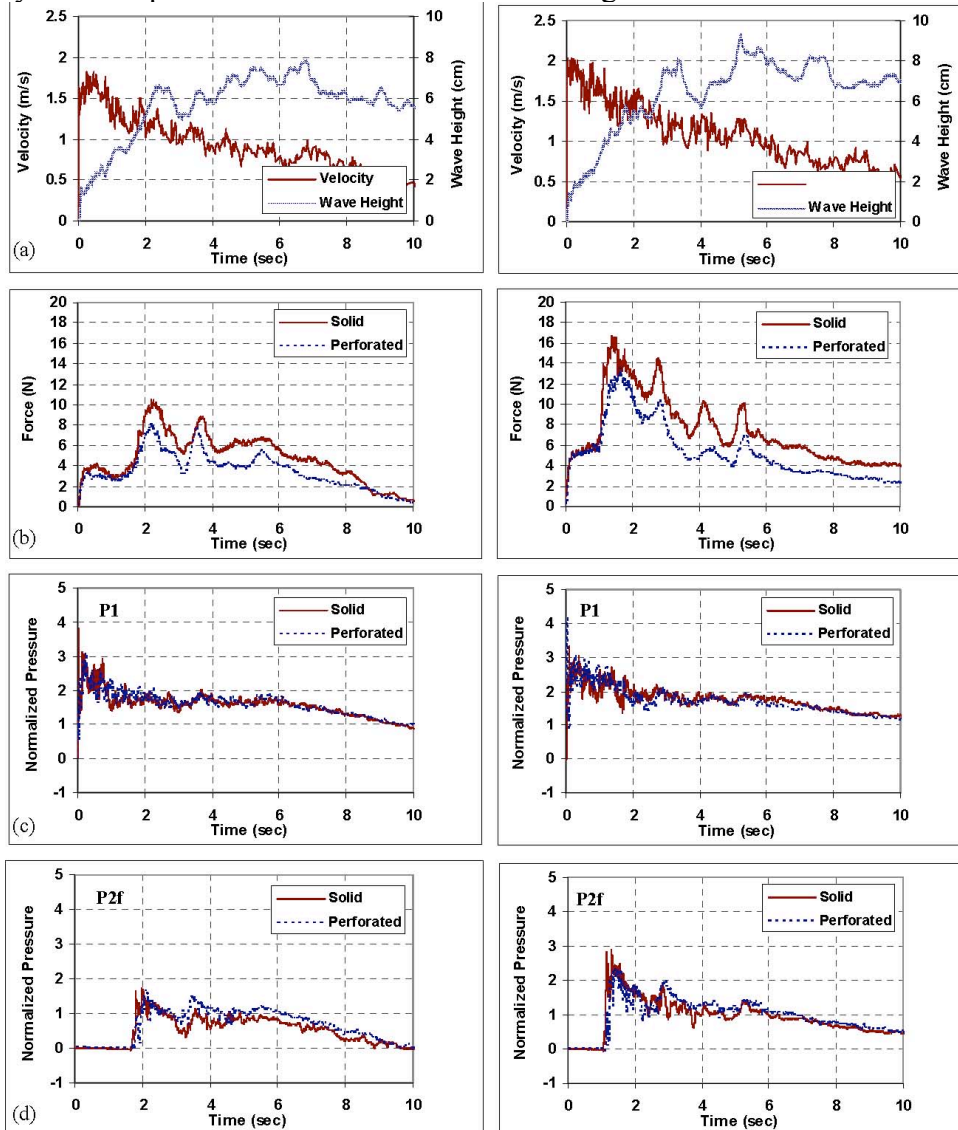 2.5 10 2.5 10
2 8 2 8
1.5 6 1.5 6
1 4 1 4
0.5 2 0.5 2
0 0 0 0
Velocity (m/s) Wave Height (cm) Velocity (m/s) Wave Height (cm)
Velocity
Wave Height Wave Height
0 2 4 6 8 10 0 2 4 6 8 10
(a) Time (sec) Time (sec)
20 20
18 18
16 16
14 14
12 12
10 10
8 8
6 6
4 4
2 2
0 0
Force (N) Force (N)
Solid Solid
Perforated Perforated
0 2 4 6 8 10 0 2 4 6 8 10
(b) Time (sec) Time (sec)
P1 P1
5 5
4 4
3 3
2 2
1 1
0 0
-1 -1
Normalized Pressure Normalized Pressure
Solid Solid
Perforated Perforated
0 2 4 6 8 10 0 2 4 6 8 10
(c) Time (sec) Time (sec)
P2f P2f
5 5
4 4
3 3
2 2
1 1
0 0
-1 -1
Normalized Pressure Normalized Pressure
Solid Solid
Perforated Perforated
0 2 4 6 8 10 0 2 4 6 8 10
(d) Time (sec) Time (sec)